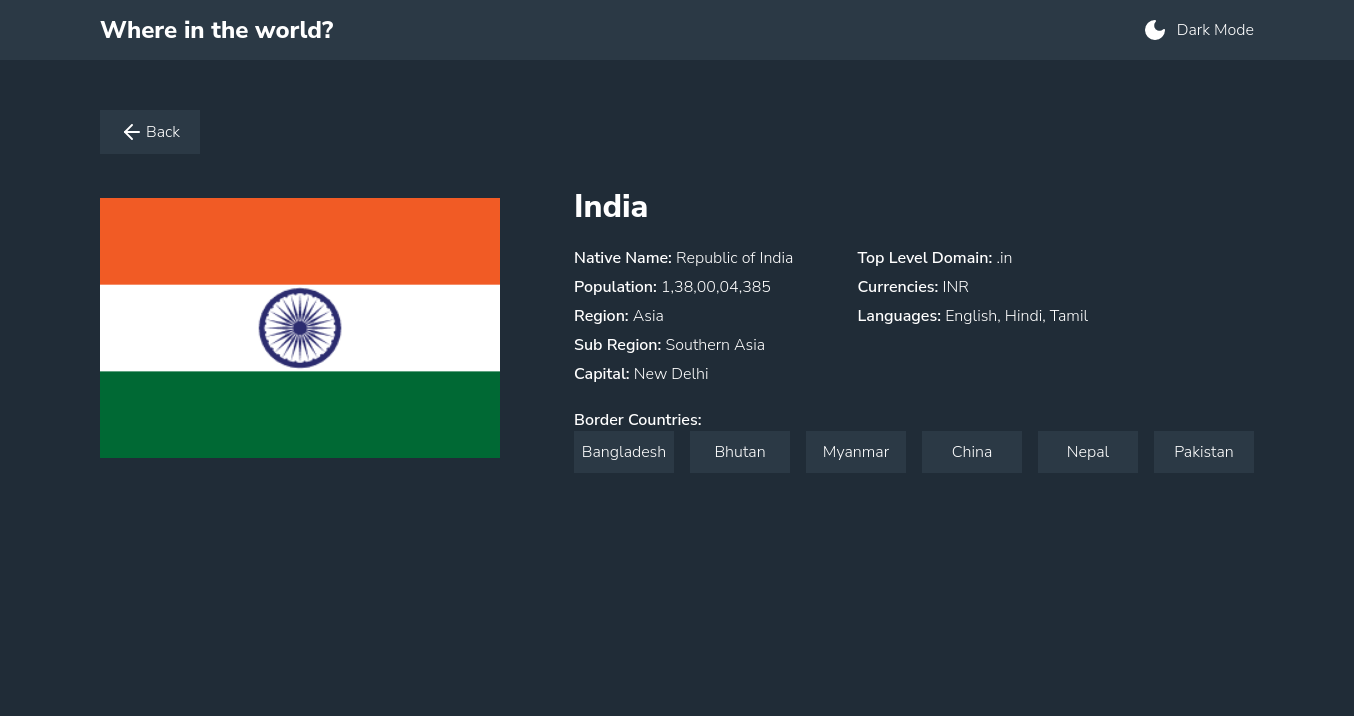 Where in the world?
Dark Mode
Back
India
Native Name: Republic of India
Population: 1,38,00,04,385
Region: Asia
Sub Region: Southern Asia
Capital: New Delhi
Top Level Domain: .in
Currencies: INR
Languages: English, Hindi, Tamil
Border Countries:
Bangladesh Bhutan Myanmar China Nepal Pakistan